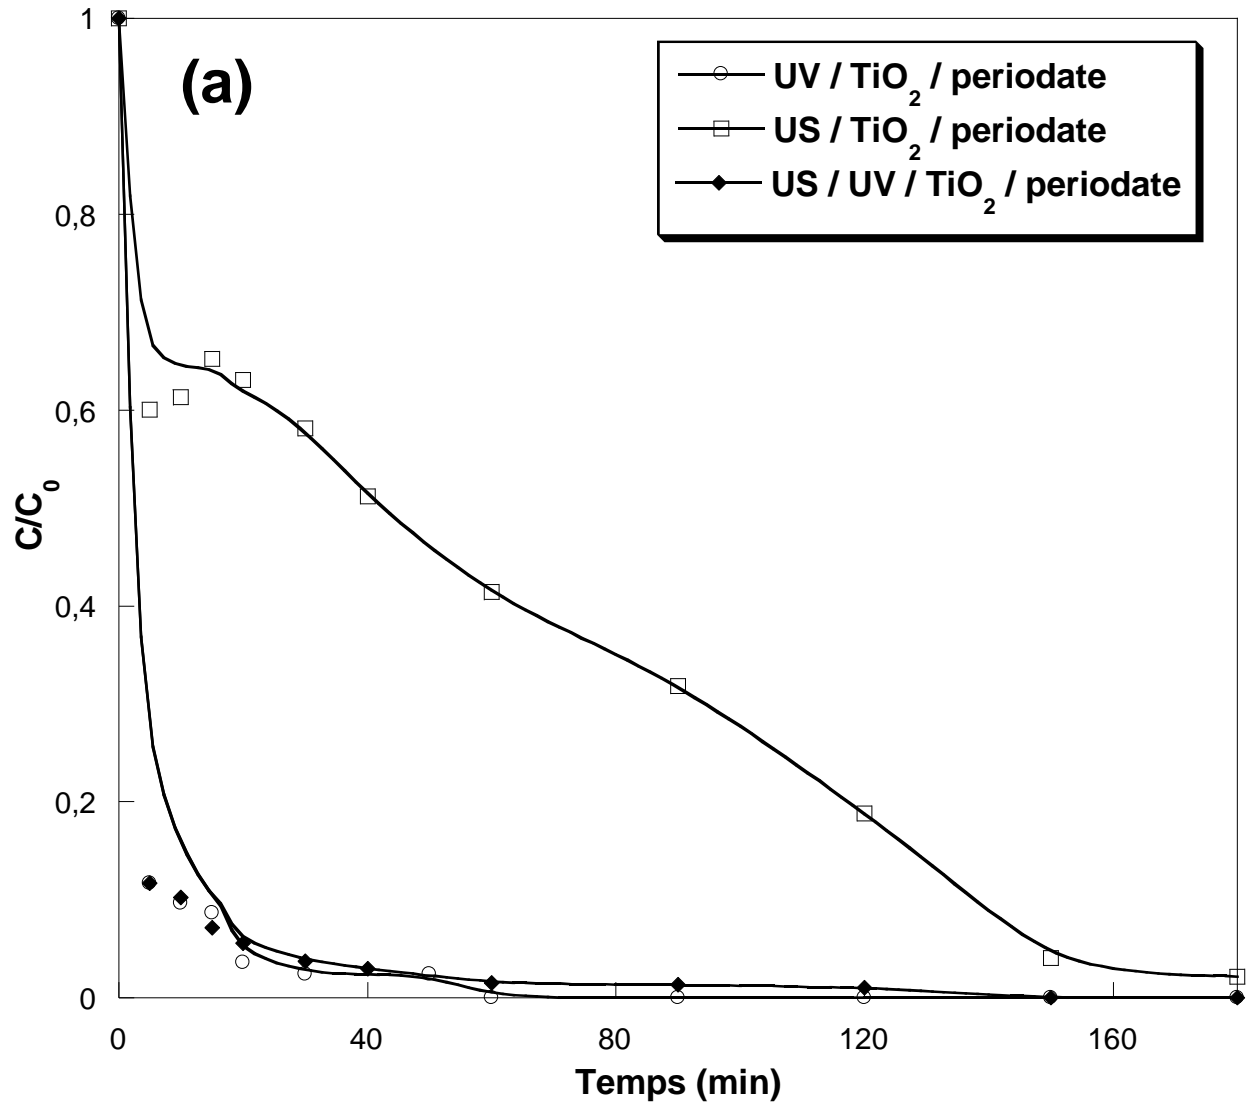 (a)
UV / TiO₂ / periodate
US / TiO₂ / periodate
US / UV / TiO₂ / periodate
C/C₀
1
0,8
0,6
0,4
0,2
0
0 40 80 120 160
Temps (min)